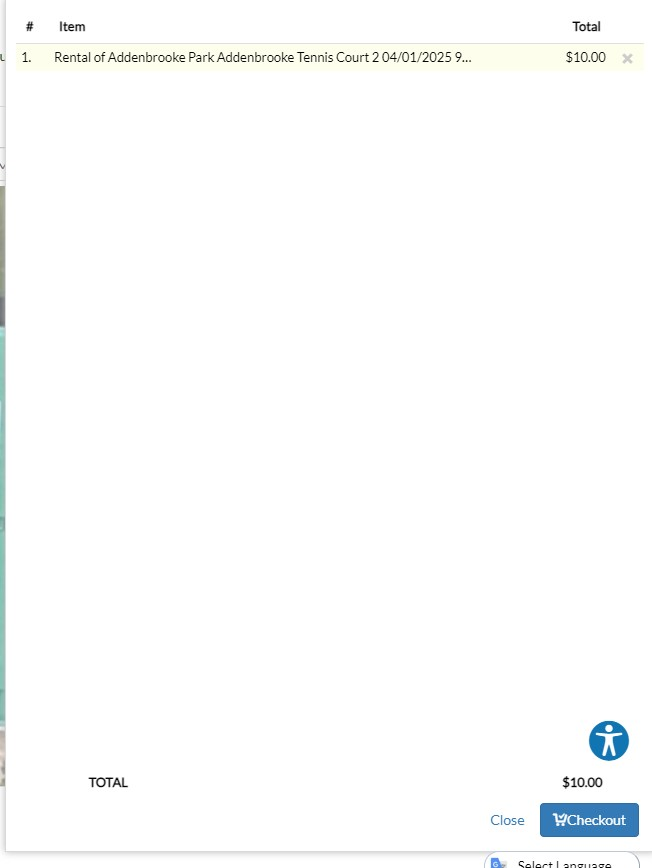 # Item Total
1. Rental of Addenbrooke Park Addenbrooke Tennis Court 2 04/01/2025 9... $10.00
TOTAL $10.00
Close Checkout
Select Language